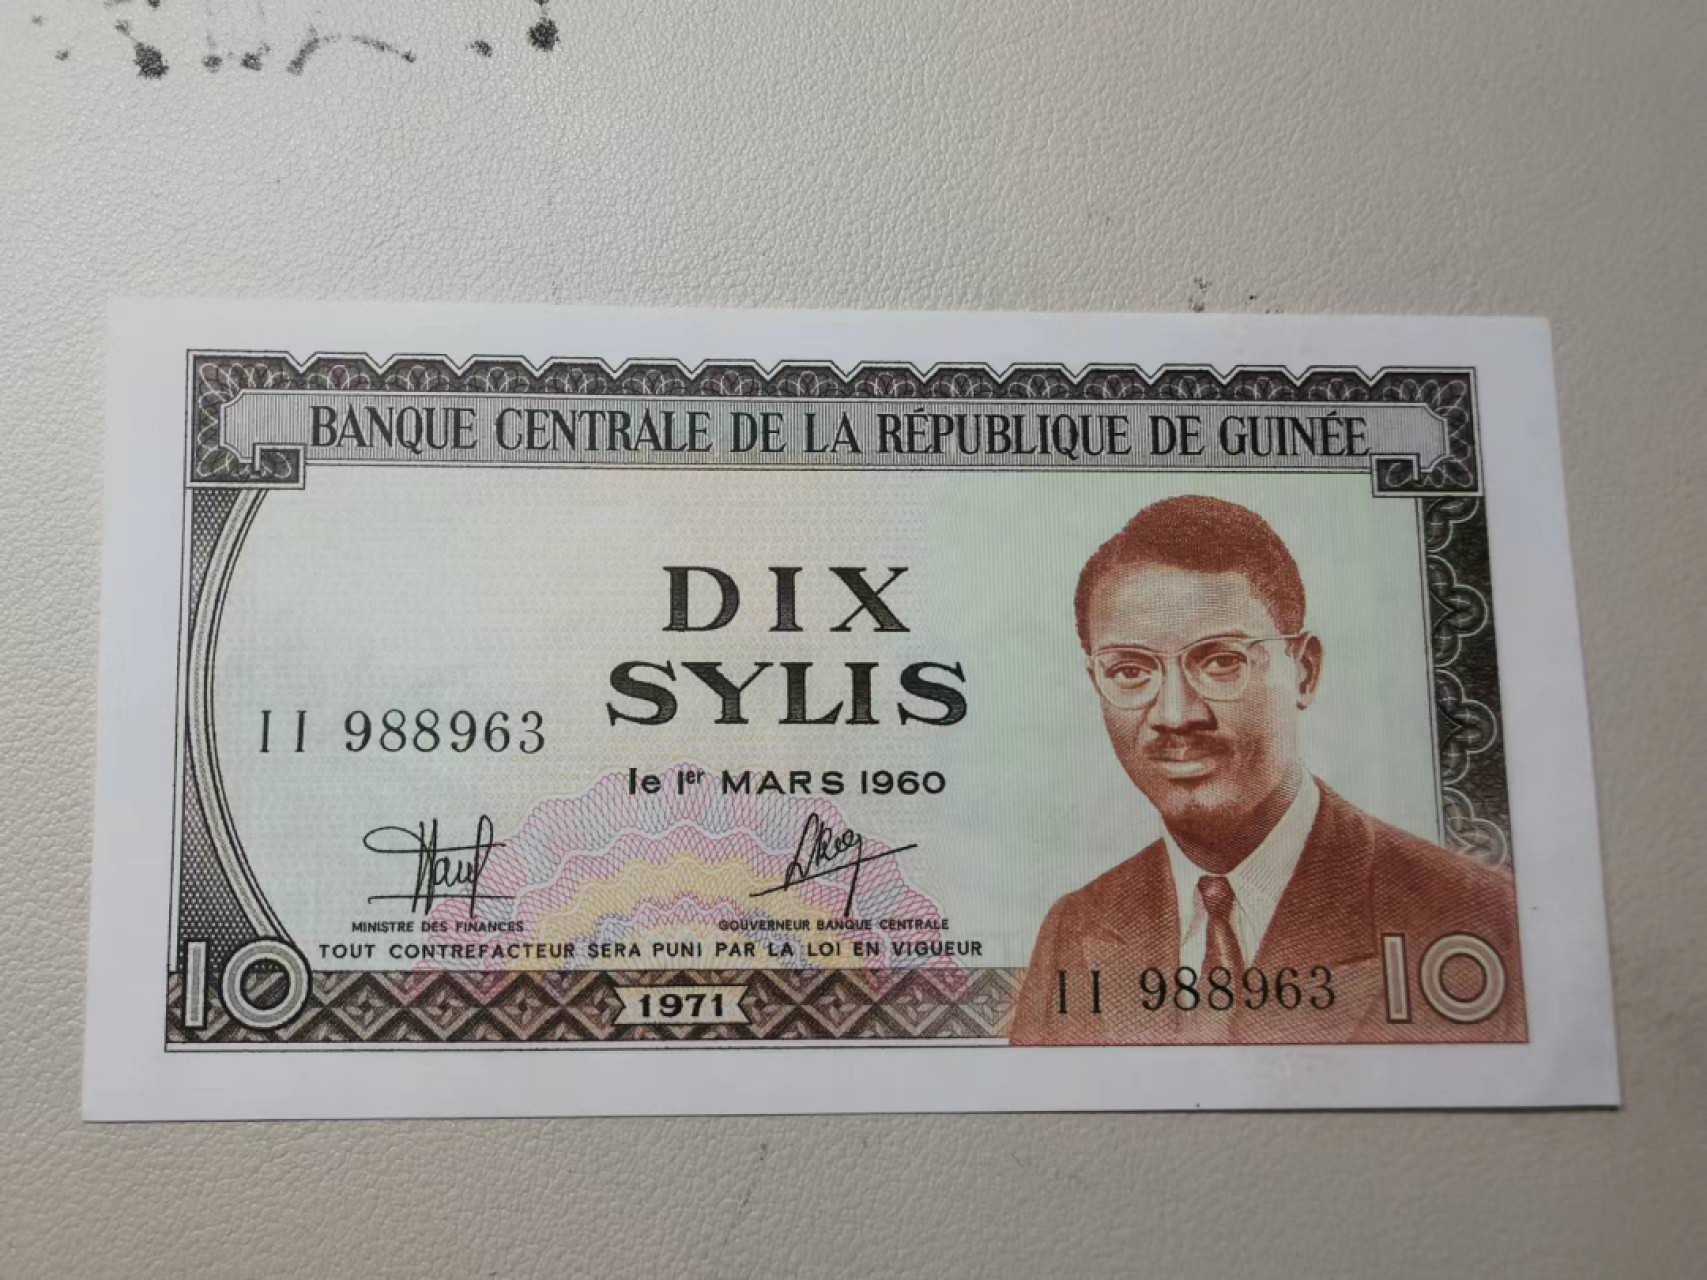 BANQUE CENTRALE DE LA RÉPUBLIQUE DE GUINÉE
DIX
SYLIS
II 988963
le 1er MARS 1960
MINISTRE DES FINANCES
GOUVERNEUR BANQUE CENTRALE
TOUT CONTREFACTEUR SERA PUNI PAR LA LOI EN VIGUEUR
10
1971
II 988963
10